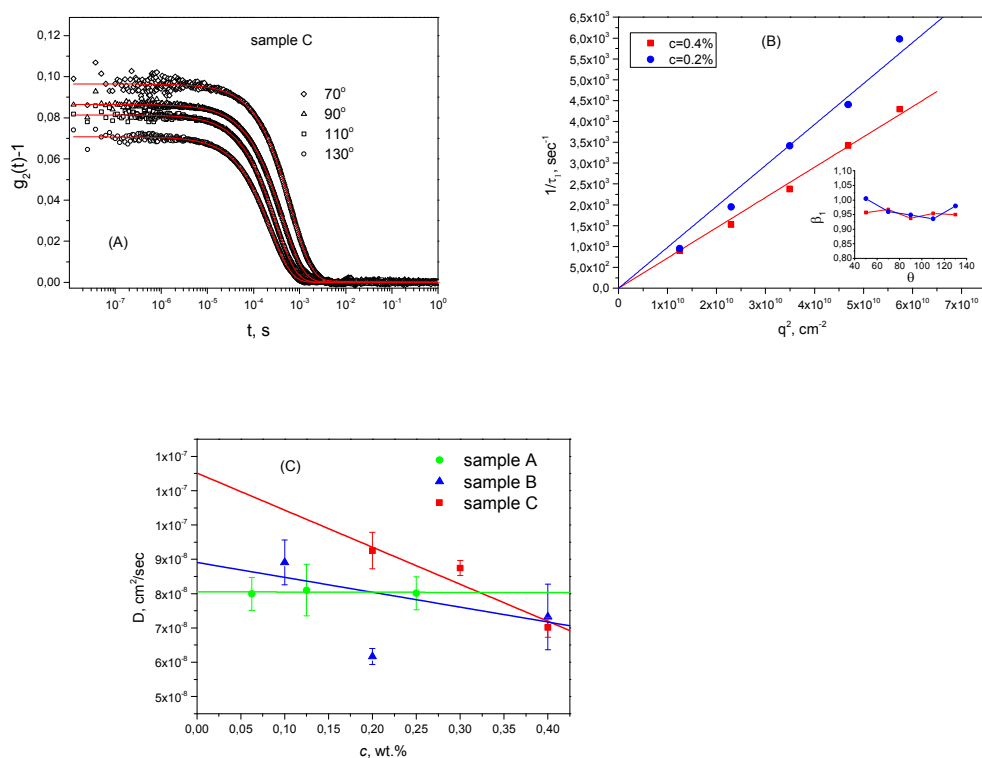 sample C
0,12
0,10
0,08
0,06
0,04
0,02
0,00
g₂(t)-1
70°
90°
110°
130°
(A)
10⁻⁷ 10⁻⁶ 10⁻⁵ 10⁻⁴ 10⁻³ 10⁻² 10⁻¹ 10⁰
t, s
(B)
c=0.4%
c=0.2%
6,5x10³
6,0x10³
5,5x10³
5,0x10³
4,5x10³
4,0x10³
3,5x10³
3,0x10³
2,5x10³
2,0x10³
1,5x10³
1,0x10³
5,0x10²
0,0
1/τ₁, sec⁻¹
0 1x10¹⁰ 2x10¹⁰ 3x10¹⁰ 4x10¹⁰ 5x10¹⁰ 6x10¹⁰ 7x10¹⁰
q², cm⁻²
1,10
1,05
1,00
0,95
0,90
0,85
0,80
β₁
40 60 80 100 120 140
θ
(C)
sample A
sample B
sample C
1x10⁻⁷
1x10⁻⁷
1x10⁻⁷
9x10⁻⁸
8x10⁻⁸
7x10⁻⁸
6x10⁻⁸
5x10⁻⁸
D, cm²/sec
0,00 0,05 0,10 0,15 0,20 0,25 0,30 0,35 0,40
c, wt.%